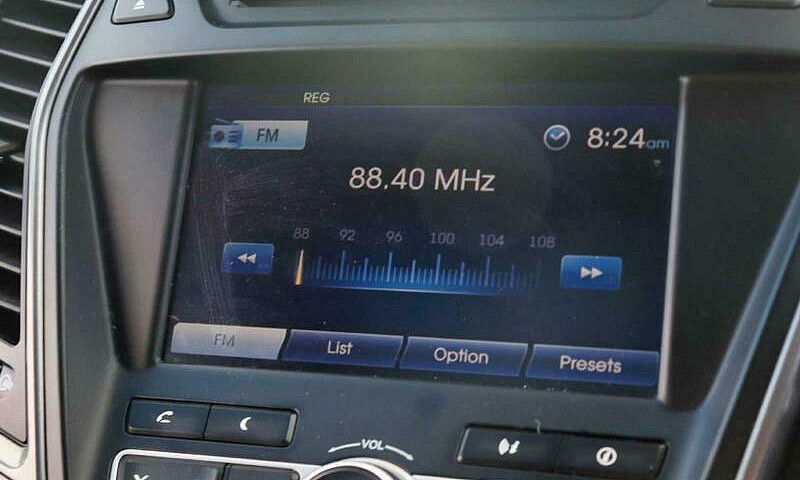 REG
FM
8:24am
88.40 MHz
88 92 96 100 104 108
FM List Option Presets
VOL